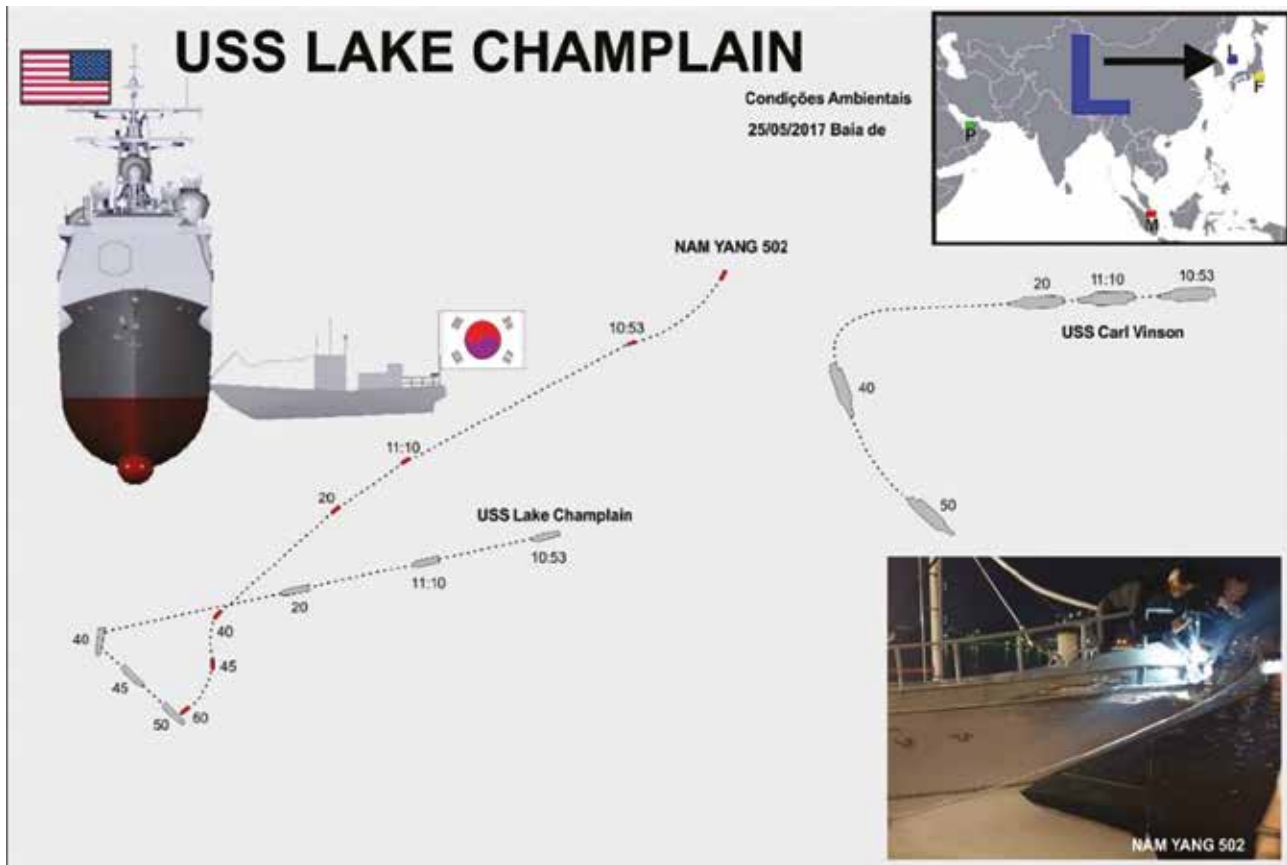 USS LAKE CHAMPLAIN
Condições Ambientais
25/05/2017 Baia de
L
L
F
P
M
NAM YANG 502
10:53
11:10
20
40
45
60
USS Lake Champlain
10:53
11:10
20
40
45
50
20
11:10
10:53
USS Carl Vinson
40
50
NAM YANG 502